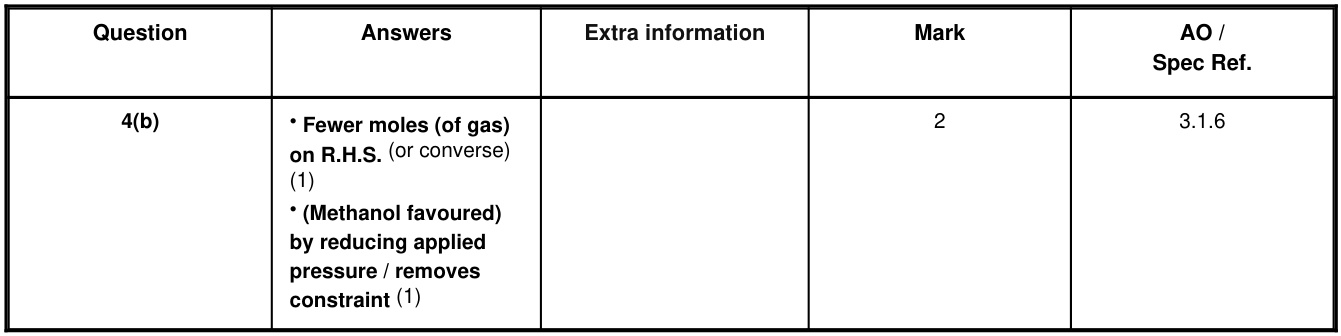 Question Answers Extra information Mark AO /
Spec Ref.
4(b) • Fewer moles (of gas) 2 3.1.6
on R.H.S. (or converse)
(1)
• (Methanol favoured)
by reducing applied
pressure / removes
constraint (1)